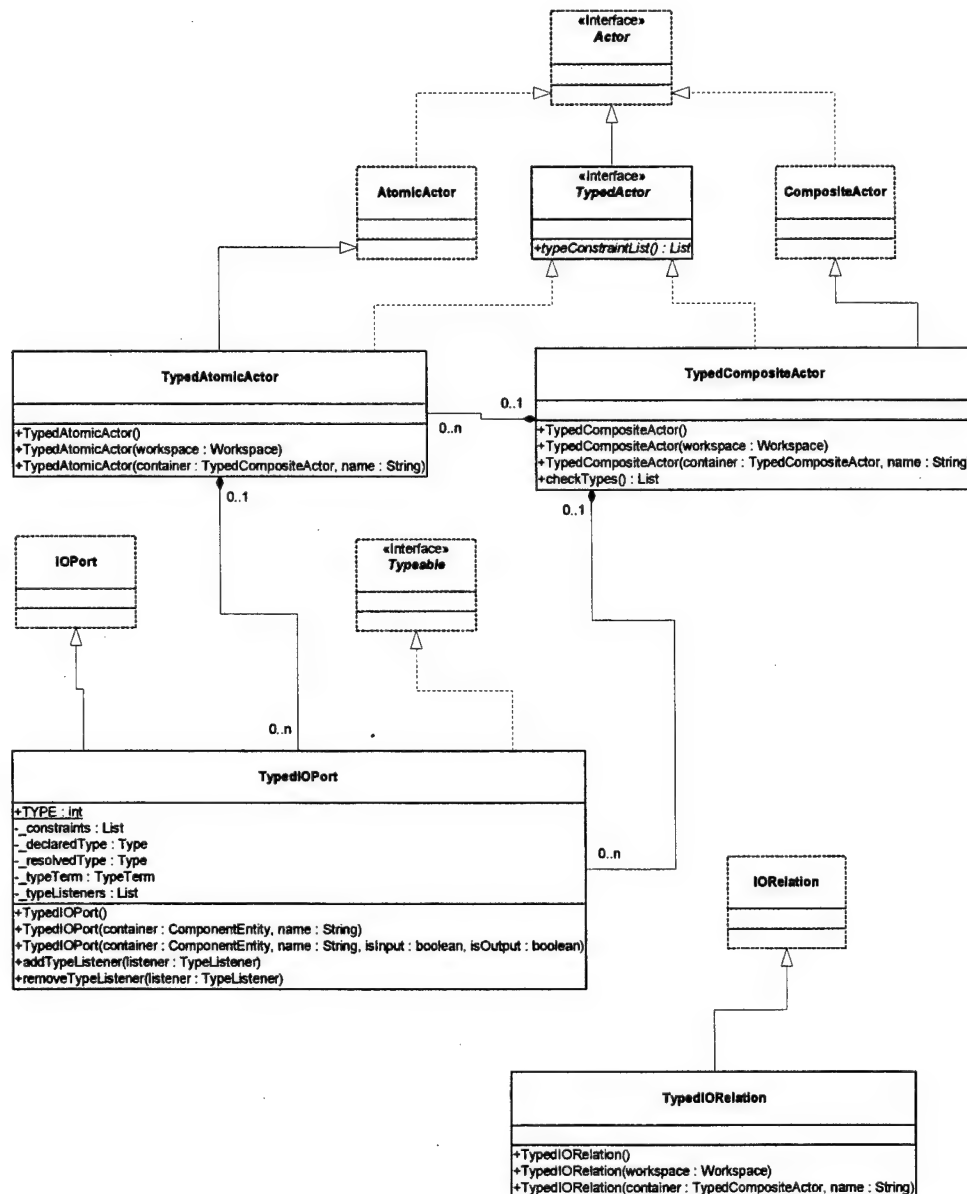 «Interface»
Actor
AtomicActor
«Interface»
TypedActor
+typeConstraintList() : List
CompositeActor
TypedAtomicActor
+TypedAtomicActor()
+TypedAtomicActor(workspace : Workspace)
+TypedAtomicActor(container : TypedCompositeActor, name : String)
0..1
0..n
TypedCompositeActor
+TypedCompositeActor()
+TypedCompositeActor(workspace : Workspace)
+TypedCompositeActor(container : TypedCompositeActor, name : String
+checkTypes() : List
0..1
0..1
IOPort
«Interface»
Typeable
0..n
TypedIOPort
+TYPE : int
-_constraints : List
-_declaredType : Type
-_resolvedType : Type
-_typeTerm : TypeTerm
-_typeListeners : List
+TypedIOPort()
+TypedIOPort(container : ComponentEntity, name : String)
+TypedIOPort(container : ComponentEntity, name : String, isInput : boolean, isOutput : boolean)
+addTypeListener(listener : TypeListener)
+removeTypeListener(listener : TypeListener)
0..n
IORelation
TypedIORelation
+TypedIORelation()
+TypedIORelation(workspace : Workspace)
+TypedIORelation(container : TypedCompositeActor, name : String)